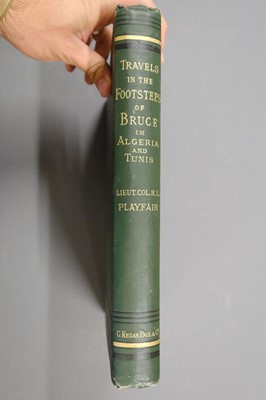 TRAVELS
IN THE
FOOTSTEPS
OF
BRUCE
IN
ALGERIA
AND
TUNIS
LIEUT. COL. R. L.
PLAYFAIR
C. KEGAN PAUL & Co